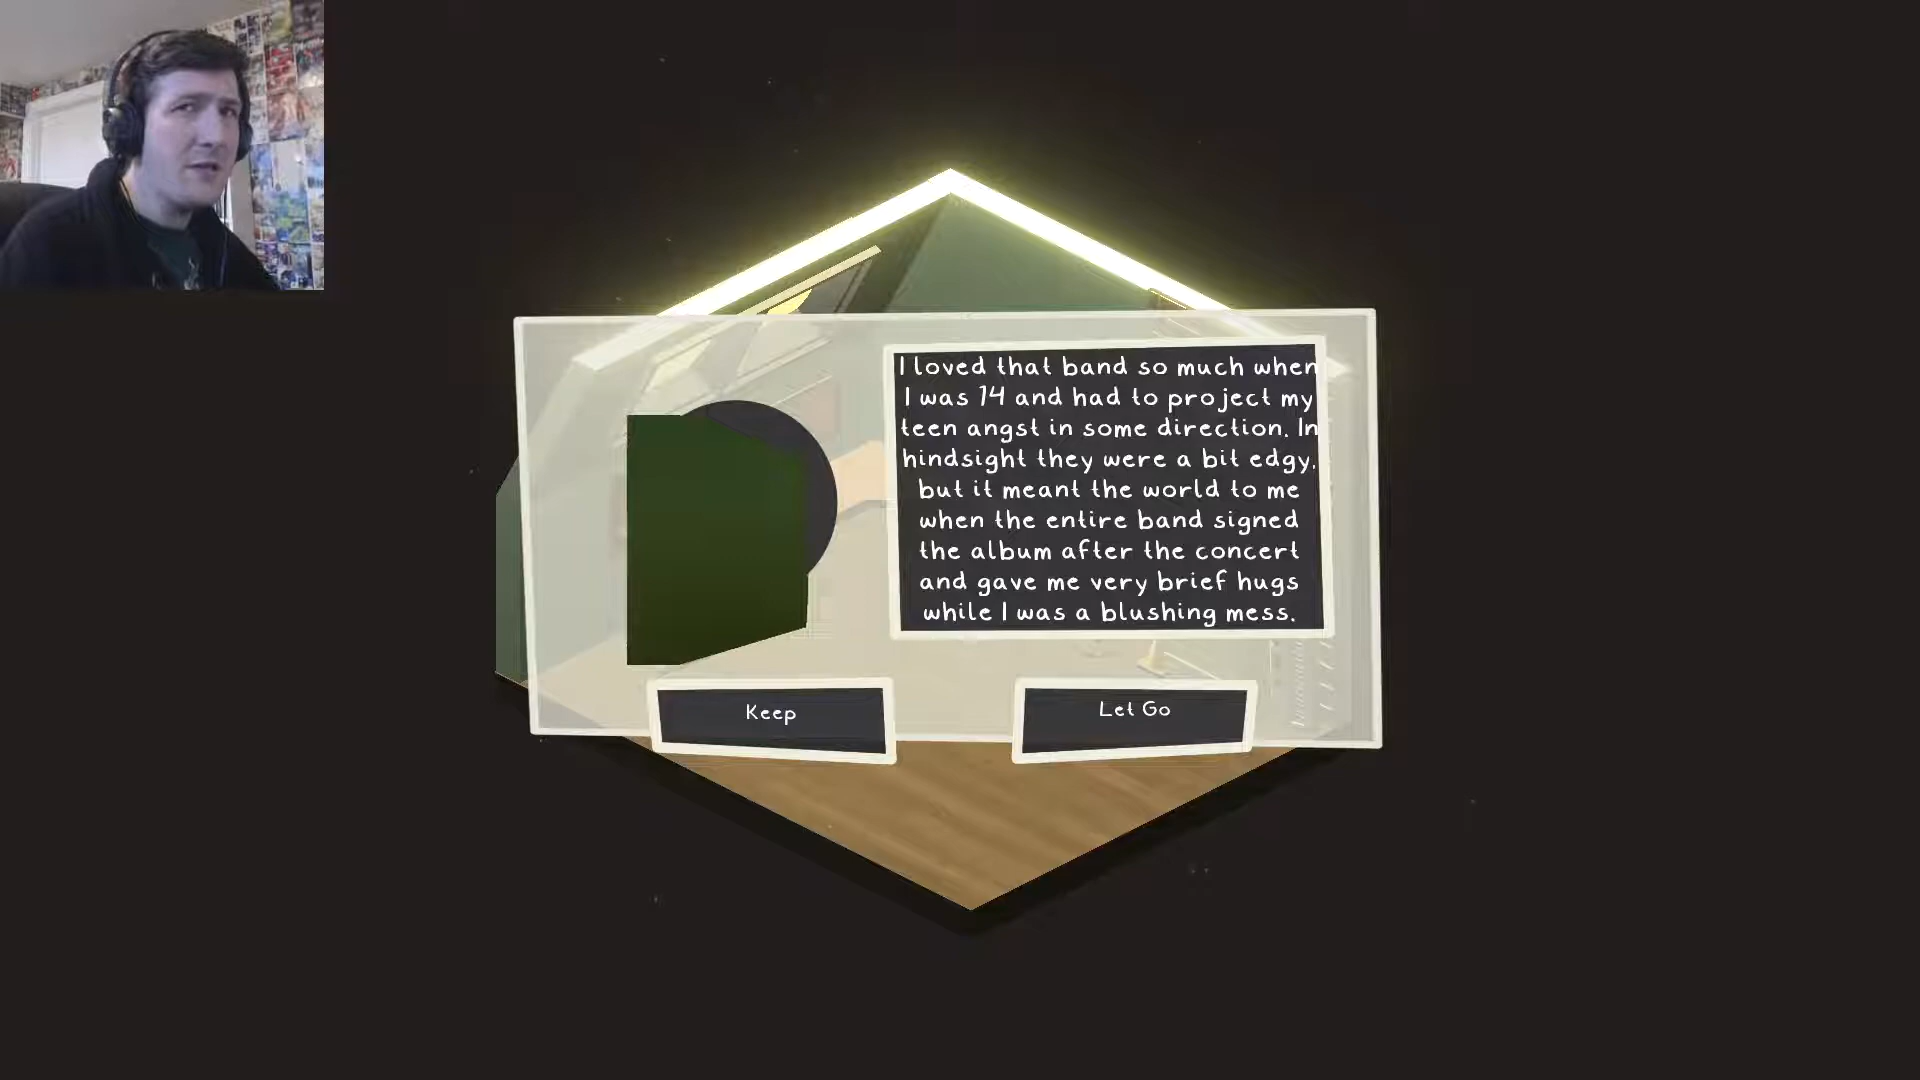 I loved that band so much when
I was 14 and had to project my
teen angst in some direction. In
hindsight they were a bit edgy,
but it meant the world to me
when the entire band signed
the album after the concert
and gave me very brief hugs
while I was a blushing mess.
Keep
Let Go